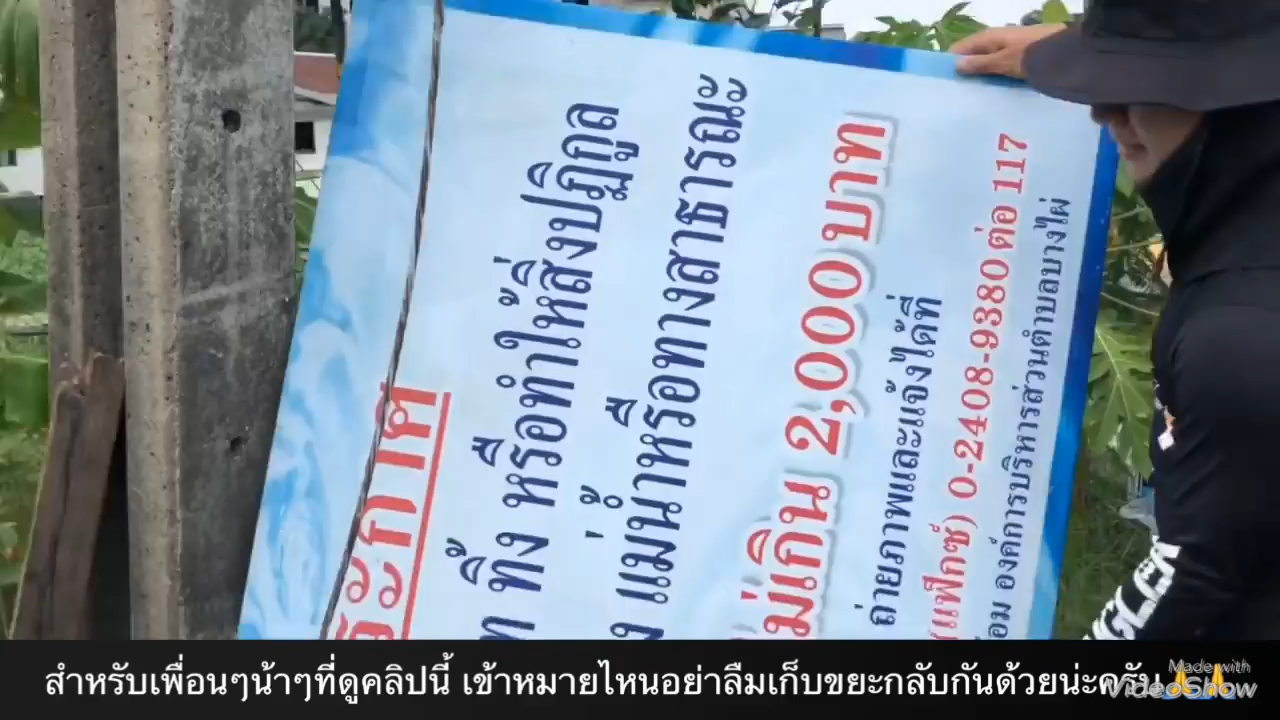 ระกาศ
ท ทิ้ง หรือทำให้สิ่งปฏิกูล
ง แม่น้ำหรือทางสาธารณะ
ไม่เกิน 2,000 บาท
ถ่ายภาพและแจ้งได้ที่
(แฟ็กซ์) 0-2408-9380 ต่อ 117
องค์การบริหารส่วนตำบลบางไผ่
สำหรับเพื่อนๆน้าๆที่ดูคลิปนี้ เข้าหมายไหนอย่าลืมเก็บขยะกลับกันด้วยน่ะครับ 🙏🙏
Made with
VideoShow